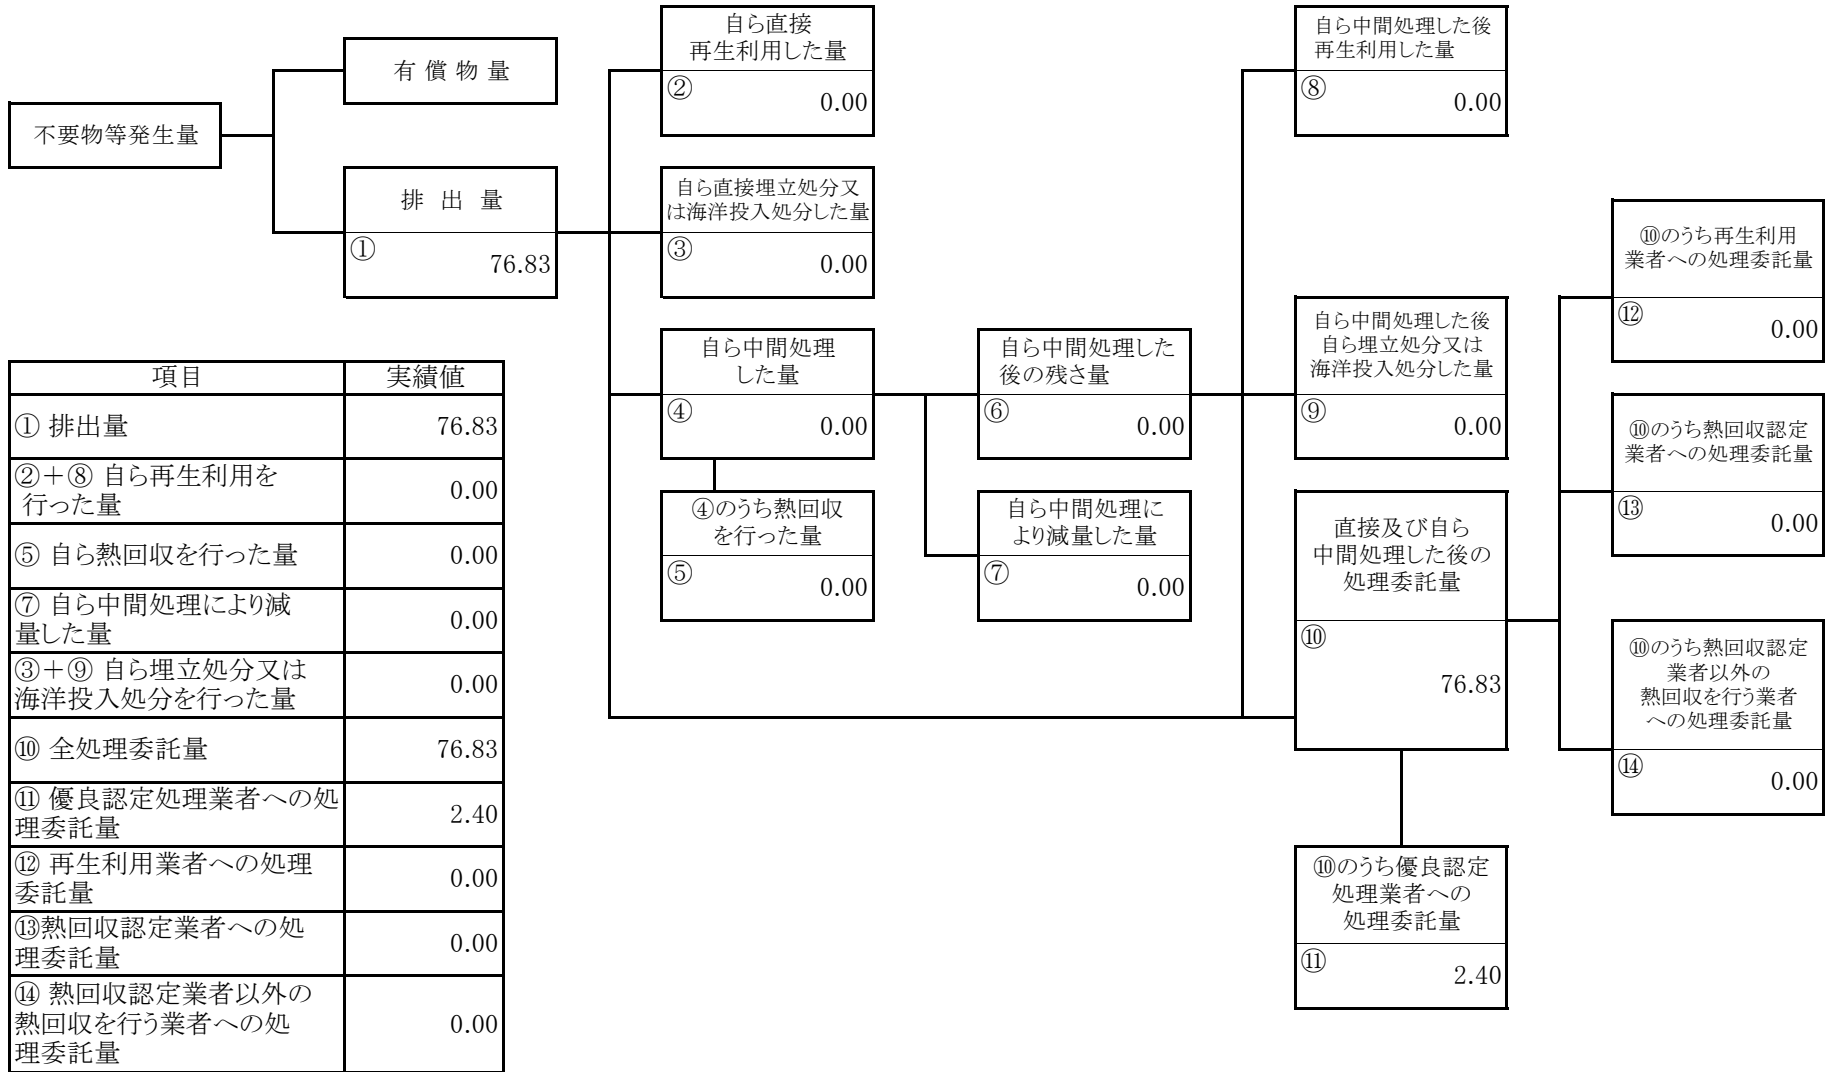 不要物等発生量
有 償 物 量
排 出 量
①
76.83
自ら直接
再生利用した量
②
0.00
自ら直接埋立処分又
は海洋投入処分した量
③
0.00
自ら中間処理
した量
④
0.00
④のうち熱回収
を行った量
⑤
0.00
自ら中間処理した
後の残さ量
⑥
0.00
自ら中間処理に
より減量した量
⑦
0.00
自ら中間処理した後
再生利用した量
⑧
0.00
自ら中間処理した後
自ら埋立処分又は
海洋投入処分した量
⑨
0.00
直接及び自ら
中間処理した後の
処理委託量
⑩
76.83
⑩のうち優良認定
処理業者への
処理委託量
⑪
2.40
⑩のうち再生利用
業者への処理委託量
⑫
0.00
⑩のうち熱回収認定
業者への処理委託量
⑬
0.00
⑩のうち熱回収認定
業者以外の
熱回収を行う業者
への処理委託量
⑭
0.00
項目 実績値
① 排出量 76.83
②＋⑧ 自ら再生利用を
行った量 0.00
⑤ 自ら熱回収を行った量 0.00
⑦ 自ら中間処理により減
量した量 0.00
③＋⑨ 自ら埋立処分又は
海洋投入処分を行った量 0.00
⑩ 全処理委託量 76.83
⑪ 優良認定処理業者への処
理委託量 2.40
⑫ 再生利用業者への処理
委託量 0.00
⑬熱回収認定業者への処
理委託量 0.00
⑭ 熱回収認定業者以外の
熱回収を行う業者への処
理委託量 0.00